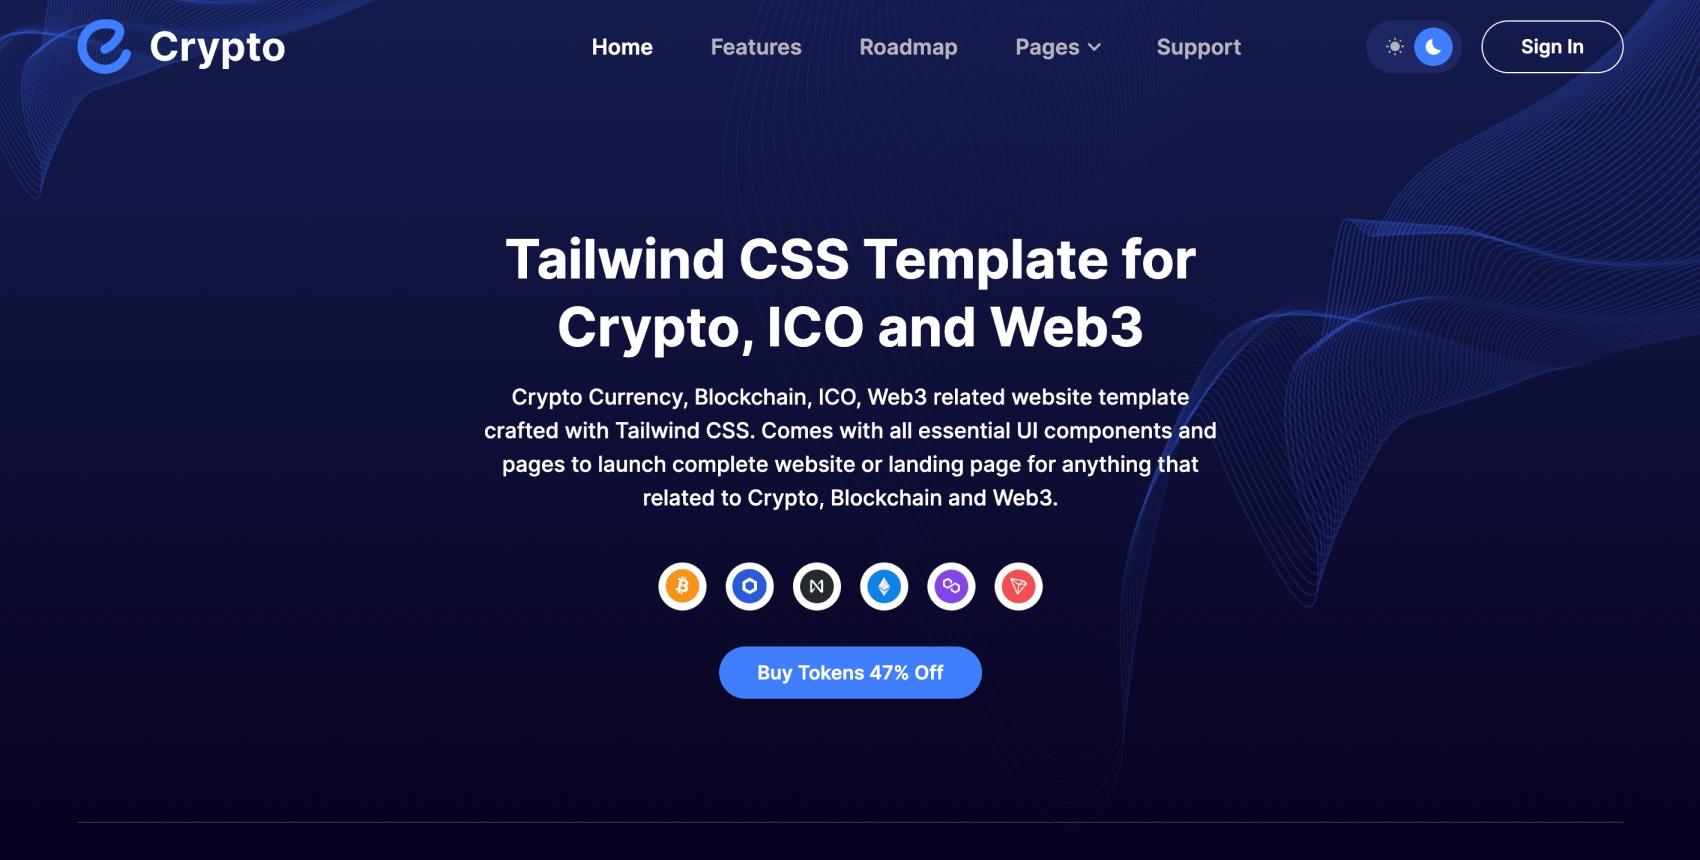 Crypto
Home Features Roadmap Pages Support
Sign In
Tailwind CSS Template for
Crypto, ICO and Web3
Crypto Currency, Blockchain, ICO, Web3 related website template
crafted with Tailwind CSS. Comes with all essential UI components and
pages to launch complete website or landing page for anything that
related to Crypto, Blockchain and Web3.
Buy Tokens 47% Off